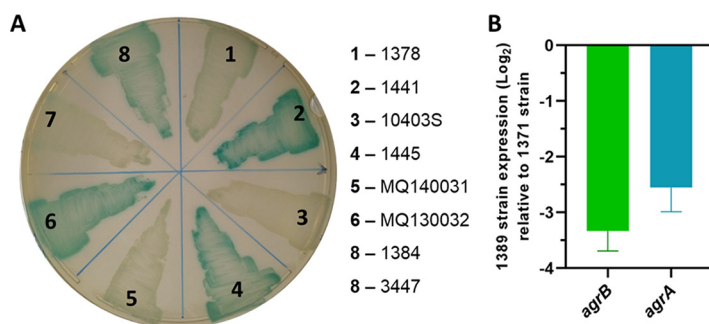 A
8
1
7
2
6
3
5
4
1 – 1378
2 – 1441
3 – 10403S
4 – 1445
5 – MQ140031
6 – MQ130032
8 – 1384
8 – 3447
B
1389 strain expression (Log2)
relative to 1371 strain
0
-1
-2
-3
-4
agrB
agrA